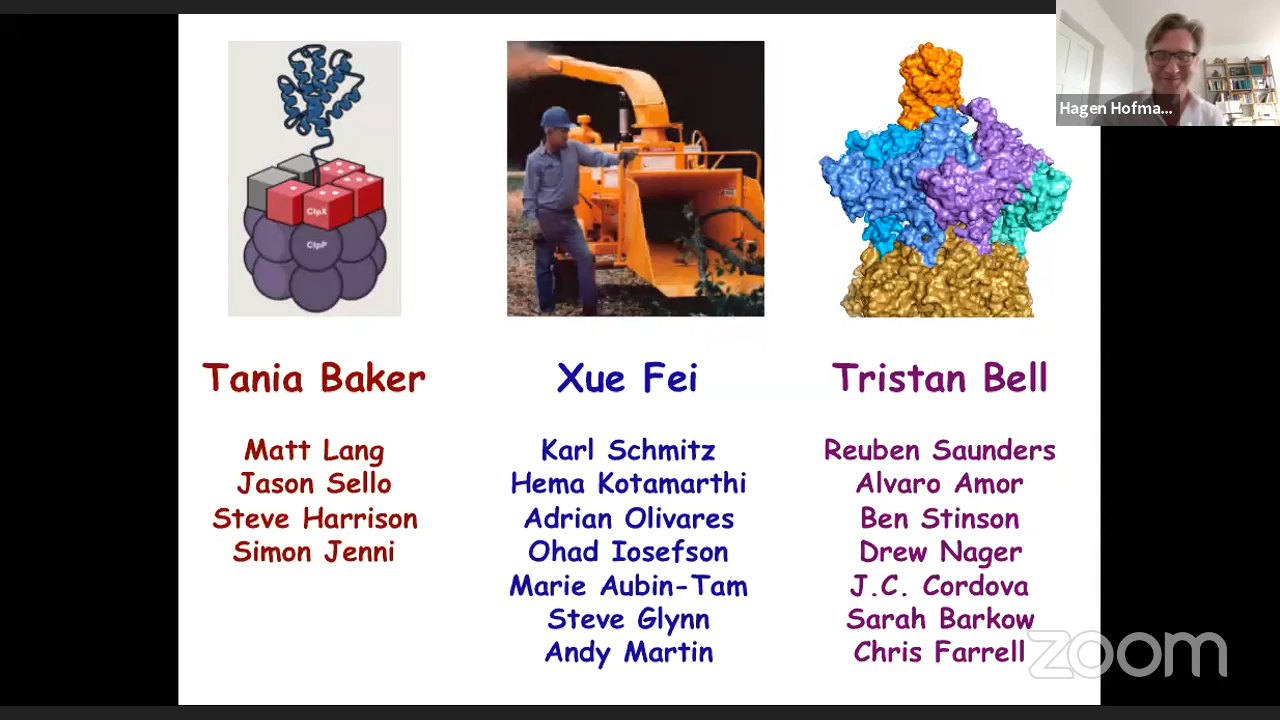 Hagen Hofma...
ClpX
ClpP
Tania Baker
Matt Lang
Jason Sello
Steve Harrison
Simon Jenni
Xue Fei
Karl Schmitz
Hema Kotamarthi
Adrian Olivares
Ohad Iosefson
Marie Aubin-Tam
Steve Glynn
Andy Martin
Tristan Bell
Reuben Saunders
Alvaro Amor
Ben Stinson
Drew Nager
J.C. Cordova
Sarah Barkow
Chris Farrell
zoom